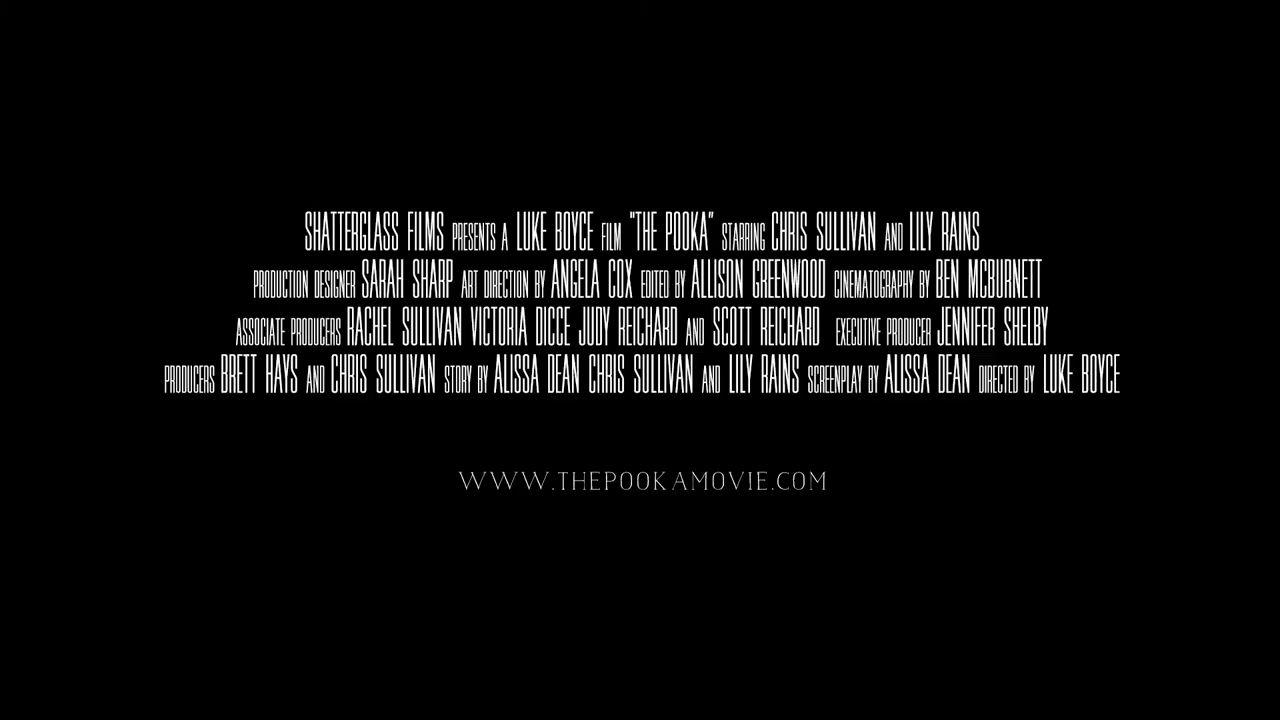 SHATTERGLASS FILMS PRESENTS A LUKE BOYCE FILM "THE POOKA" STARRING CHRIS SULLIVAN AND LILY RAINS
PRODUCTION DESIGNER SARAH SHARP ART DIRECTION BY ANGELA COX EDITED BY ALLISON GREENWOOD CINEMATOGRAPHY BY BEN MCBURNETT
ASSOCIATE PRODUCERS RACHEL SULLIVAN VICTORIA DICCE JUDY REICHARD AND SCOTT REICHARD EXECUTIVE PRODUCER JENNIFER SHELBY
PRODUCERS BRETT HAYS AND CHRIS SULLIVAN STORY BY ALISSA DEAN CHRIS SULLIVAN AND LILY RAINS SCREENPLAY BY ALISSA DEAN DIRECTED BY LUKE BOYCE
WWW.THEPOOKAMOVIE.COM